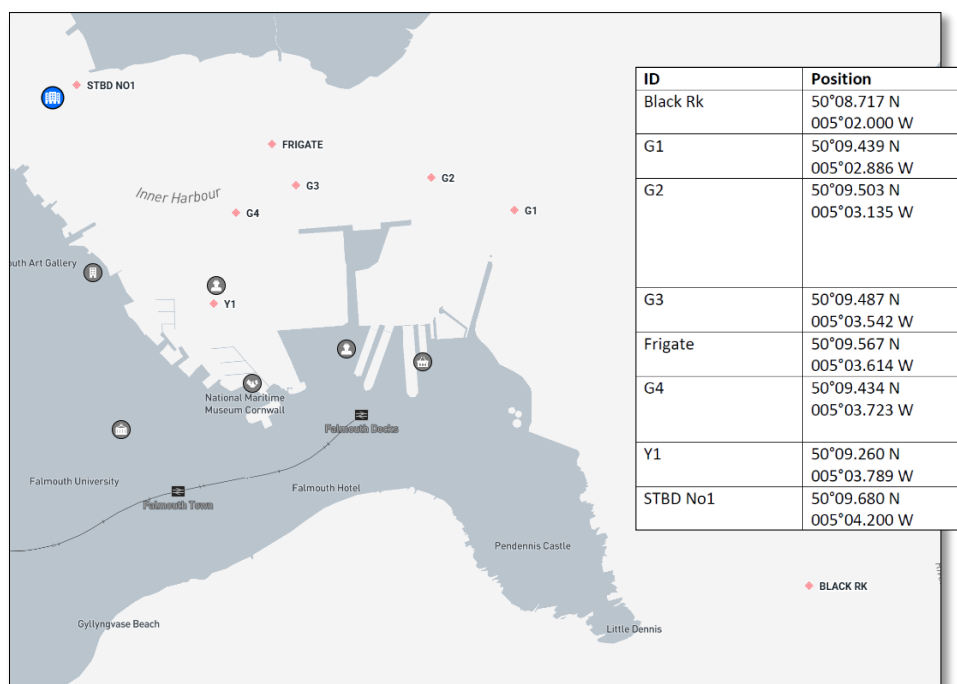 STBD NO1
FRIGATE
G3
G2
Inner Harbour
G4
G1
outh Art Gallery
Y1
National Maritime
Museum Cornwall
Falmouth Docks
Falmouth University
Falmouth Hotel
Falmouth Town
Pendennis Castle
BLACK RK
Gyllyngvase Beach
Little Dennis
ID Position
Black Rk 50°08.717 N
005°02.000 W
G1 50°09.439 N
005°02.886 W
G2 50°09.503 N
005°03.135 W
G3 50°09.487 N
005°03.542 W
Frigate 50°09.567 N
005°03.614 W
G4 50°09.434 N
005°03.723 W
Y1 50°09.260 N
005°03.789 W
STBD No1 50°09.680 N
005°04.200 W